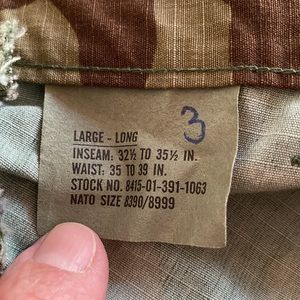 3
LARGE - LONG
INSEAM: 32½ TO 35½ IN.
WAIST: 35 TO 39 IN.
STOCK NO. 8415-01-391-1063
NATO SIZE 8390/8999